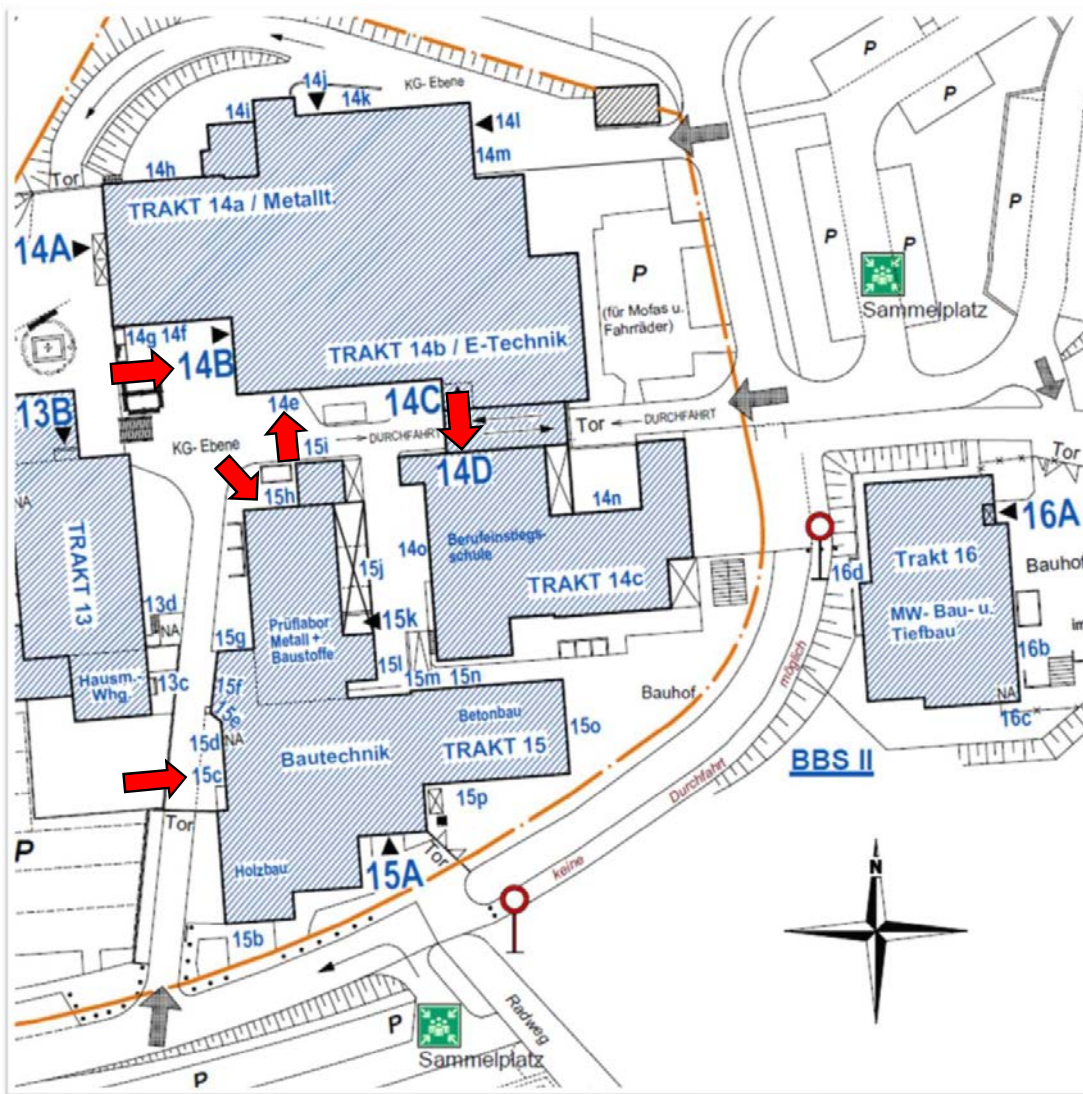 P
P
14j
KG- Ebene
14k
14i
14l
14m
Tor
14h
TRAKT 14a / Metallt.
P
P
P
14A
P
(für Mofas u.
Fahrräder)
Sammelplatz
14g 14f
14B
TRAKT 14b / E-Technik
14C
14e
13B
DURCHFAHRT
Tor
DURCHFAHRT
KG- Ebene
15i
Tor
NA
15h
14D
14n
16A
TRAKT 13
Berufeinstiegs-
schule
14o
Trakt 16
Bauhof
15j
16d
TRAKT 14c
MW- Bau- u.
Tiefbau
13d
NA
15k
Prüflabor
Metall +
Baustoffe
im
15g
16b
15l
15m
15n
Hausm.-
Whg.
13c
15f
15e
Bauhof
möglich
NA
16c
Betonbau
15o
15d
NA
Bautechnik
TRAKT 15
BBS II
15c
Durchfahrt
15p
Tor
P
Tor
keine
Holzbau
15A
N
15b
Radweg
P
Sammelplatz
P